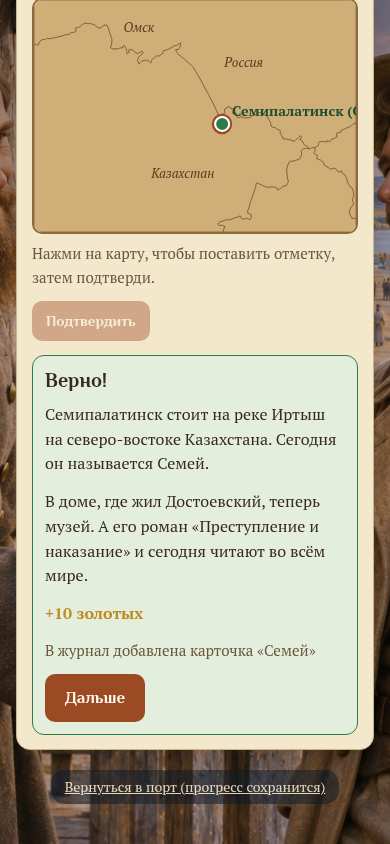 Омск
Россия
Семипалатинск (С
Казахстан
Нажми на карту, чтобы поставить отметку,
затем подтверди.
Подтвердить
Верно!
Семипалатинск стоит на реке Иртыш
на северо-востоке Казахстана. Сегодня
он называется Семей.
В доме, где жил Достоевский, теперь
музей. А его роман «Преступление и
наказание» и сегодня читают во всём
мире.
+10 золотых
В журнал добавлена карточка «Семей»
Дальше
Вернуться в порт (прогресс сохранится)